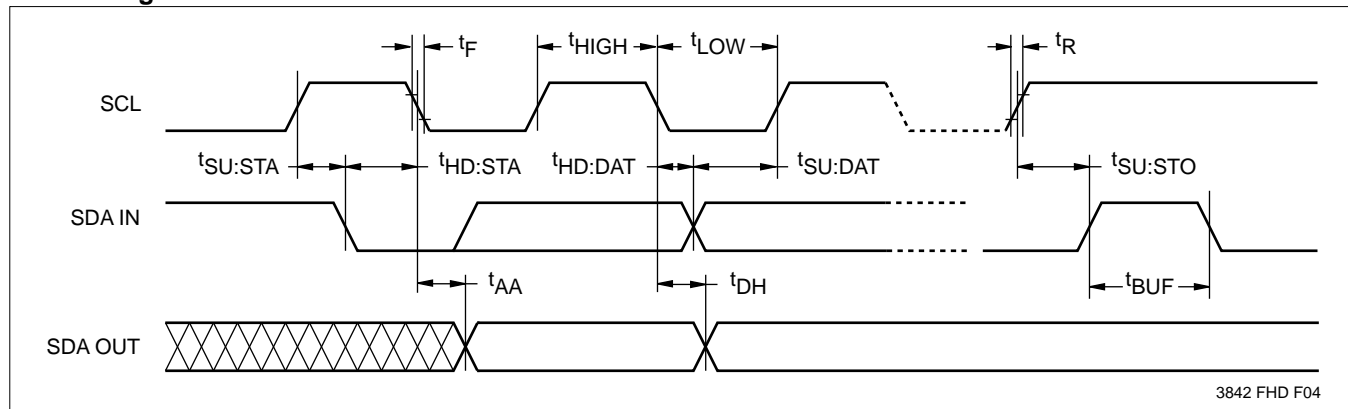 tF
tHIGH
tLOW
tR
SCL
tSU:STA
tHD:STA
tHD:DAT
tSU:DAT
tSU:STO
SDA IN
tAA
tDH
tBUF
SDA OUT
3842 FHD F04